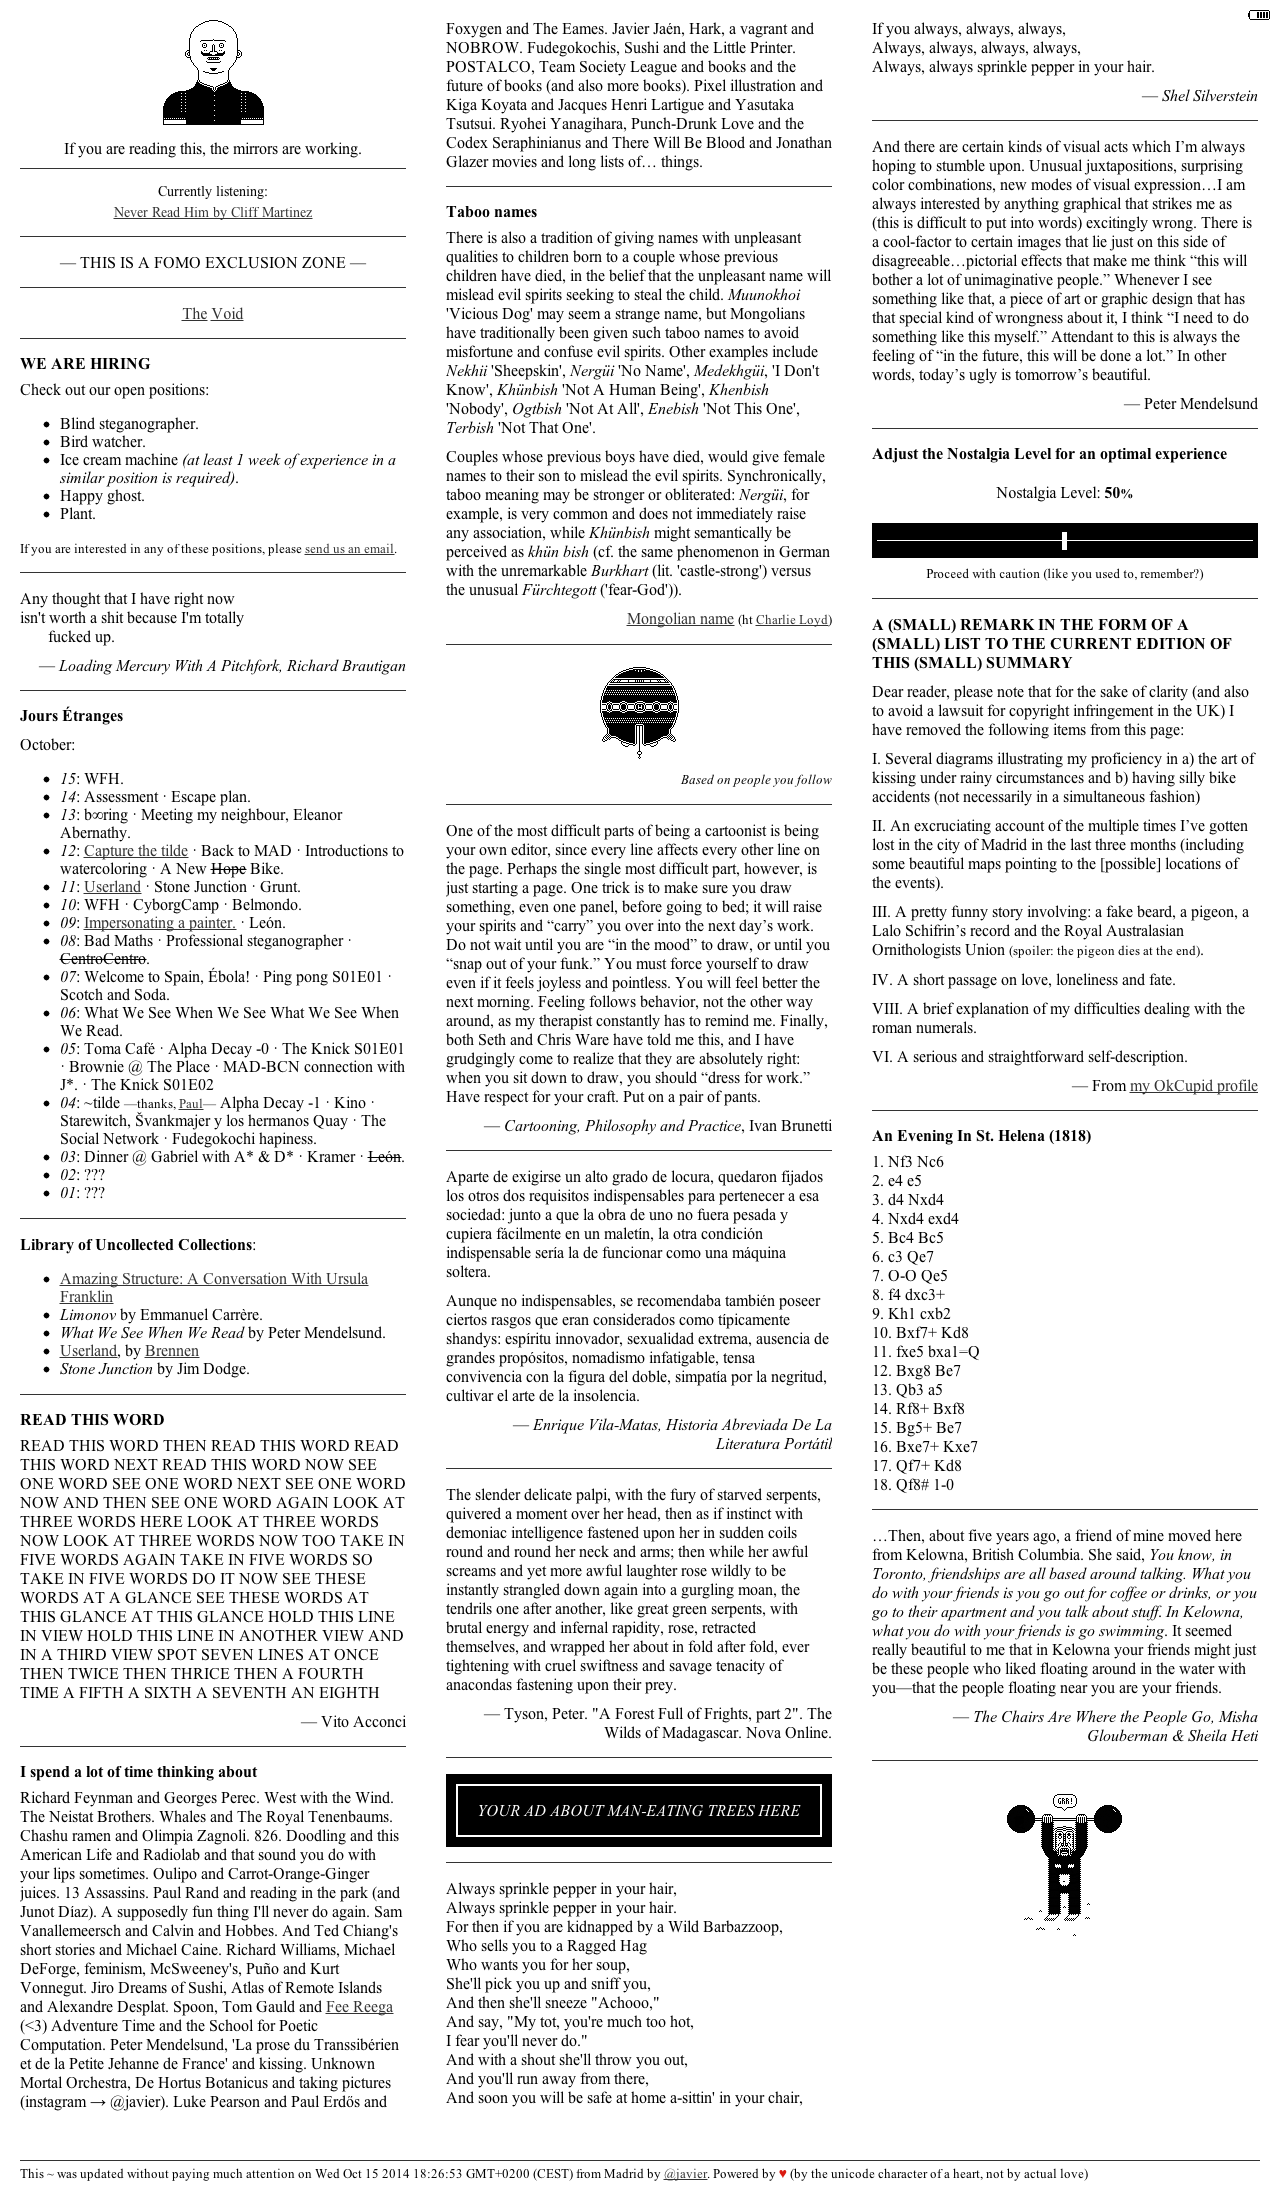 If you are reading this, the mirrors are working.
Currently listening:
Never Read Him by Cliff Martinez
— THIS IS A FOMO EXCLUSION ZONE —
The Void
WE ARE HIRING
Check out our open positions:
• Blind steganographer.
• Bird watcher.
• Ice cream machine (at least 1 week of experience in a
similar position is required).
• Happy ghost.
• Plant.
If you are interested in any of these positions, please send us an email.
Any thought that I have right now
isn't worth a shit because I'm totally
fucked up.
— Loading Mercury With A Pitchfork, Richard Brautigan
Jours Étranges
October:
• 15: WFH.
• 14: Assessment · Escape plan.
• 13: b∞ring · Meeting my neighbour, Eleanor
Abernathy.
• 12: Capture the tilde · Back to MAD · Introductions to
watercoloring · A New Hope Bike.
• 11: Userland · Stone Junction · Grunt.
• 10: WFH · CyborgCamp · Belmondo.
• 09: Impersonating a painter. · León.
• 08: Bad Maths · Professional steganographer ·
CentroCentro.
• 07: Welcome to Spain, Ébola! · Ping pong S01E01 ·
Scotch and Soda.
• 06: What We See When We See What We See When
We Read.
• 05: Toma Café · Alpha Decay -0 · The Knick S01E01
· Brownie @ The Place · MAD-BCN connection with
J*. · The Knick S01E02
• 04: ~tilde —thanks, Paul— Alpha Decay -1 · Kino ·
Starewitch, Švankmajer y los hermanos Quay · The
Social Network · Fudegokochi hapiness.
• 03: Dinner @ Gabriel with A* & D* · Kramer · León.
• 02: ???
• 01: ???
Library of Uncollected Collections:
• Amazing Structure: A Conversation With Ursula
Franklin
• Limonov by Emmanuel Carrère.
• What We See When We Read by Peter Mendelsund.
• Userland, by Brennen
• Stone Junction by Jim Dodge.
READ THIS WORD
READ THIS WORD THEN READ THIS WORD READ
THIS WORD NEXT READ THIS WORD NOW SEE
ONE WORD SEE ONE WORD NEXT SEE ONE WORD
NOW AND THEN SEE ONE WORD AGAIN LOOK AT
THREE WORDS HERE LOOK AT THREE WORDS
NOW LOOK AT THREE WORDS NOW TOO TAKE IN
FIVE WORDS AGAIN TAKE IN FIVE WORDS SO
TAKE IN FIVE WORDS DO IT NOW SEE THESE
WORDS AT A GLANCE SEE THESE WORDS AT
THIS GLANCE AT THIS GLANCE HOLD THIS LINE
IN VIEW HOLD THIS LINE IN ANOTHER VIEW AND
IN A THIRD VIEW SPOT SEVEN LINES AT ONCE
THEN TWICE THEN THRICE THEN A FOURTH
TIME A FIFTH A SIXTH A SEVENTH AN EIGHTH
— Vito Acconci
I spend a lot of time thinking about
Richard Feynman and Georges Perec. West with the Wind.
The Neistat Brothers. Whales and The Royal Tenenbaums.
Chashu ramen and Olimpia Zagnoli. 826. Doodling and this
American Life and Radiolab and that sound you do with
your lips sometimes. Oulipo and Carrot-Orange-Ginger
juices. 13 Assassins. Paul Rand and reading in the park (and
Junot Díaz). A supposedly fun thing I'll never do again. Sam
Vanallemeersch and Calvin and Hobbes. And Ted Chiang's
short stories and Michael Caine. Richard Williams, Michael
DeForge, feminism, McSweeney's, Puño and Kurt
Vonnegut. Jiro Dreams of Sushi, Atlas of Remote Islands
and Alexandre Desplat. Spoon, Tom Gauld and Fee Reega
(<3) Adventure Time and the School for Poetic
Computation. Peter Mendelsund, 'La prose du Transsibérien
et de la Petite Jehanne de France' and kissing. Unknown
Mortal Orchestra, De Hortus Botanicus and taking pictures
(instagram → @javier). Luke Pearson and Paul Erdös and
Foxygen and The Eames. Javier Jaén, Hark, a vagrant and
NOBROW. Fudegokochis, Sushi and the Little Printer.
POSTALCO, Team Society League and books and the
future of books (and also more books). Pixel illustration and
Kiga Koyata and Jacques Henri Lartigue and Yasutaka
Tsutsui. Ryohei Yanagihara, Punch-Drunk Love and the
Codex Seraphinianus and There Will Be Blood and Jonathan
Glazer movies and long lists of… things.
Taboo names
There is also a tradition of giving names with unpleasant
qualities to children born to a couple whose previous
children have died, in the belief that the unpleasant name will
mislead evil spirits seeking to steal the child. Muunokhoi
'Vicious Dog' may seem a strange name, but Mongolians
have traditionally been given such taboo names to avoid
misfortune and confuse evil spirits. Other examples include
Nekhii 'Sheepskin', Nergüi 'No Name', Medekhgüi, 'I Don't
Know', Khünbish 'Not A Human Being', Khenbish
'Nobody', Ogtbish 'Not At All', Enebish 'Not This One',
Terbish 'Not That One'.
Couples whose previous boys have died, would give female
names to their son to mislead the evil spirits. Synchronically,
taboo meaning may be stronger or obliterated: Nergüi, for
example, is very common and does not immediately raise
any association, while Khünbish might semantically be
perceived as khün bish (cf. the same phenomenon in German
with the unremarkable Burkhart (lit. 'castle-strong') versus
the unusual Fürchtegott ('fear-God')).
Mongolian name (ht Charlie Loyd)
Based on people you follow
One of the most difficult parts of being a cartoonist is being
your own editor, since every line affects every other line on
the page. Perhaps the single most difficult part, however, is
just starting a page. One trick is to make sure you draw
something, even one panel, before going to bed; it will raise
your spirits and “carry” you over into the next day’s work.
Do not wait until you are “in the mood” to draw, or until you
“snap out of your funk.” You must force yourself to draw
even if it feels joyless and pointless. You will feel better the
next morning. Feeling follows behavior, not the other way
around, as my therapist constantly has to remind me. Finally,
both Seth and Chris Ware have told me this, and I have
grudgingly come to realize that they are absolutely right:
when you sit down to draw, you should “dress for work.”
Have respect for your craft. Put on a pair of pants.
— Cartooning, Philosophy and Practice, Ivan Brunetti
Aparte de exigirse un alto grado de locura, quedaron fijados
los otros dos requisitos indispensables para pertenecer a esa
sociedad: junto a que la obra de uno no fuera pesada y
cupiera fácilmente en un maletín, la otra condición
indispensable sería la de funcionar como una máquina
soltera.
Aunque no indispensables, se recomendaba también poseer
ciertos rasgos que eran considerados como típicamente
shandys: espíritu innovador, sexualidad extrema, ausencia de
grandes propósitos, nomadismo infatigable, tensa
convivencia con la figura del doble, simpatía por la negritud,
cultivar el arte de la insolencia.
— Enrique Vila-Matas, Historia Abreviada De La
Literatura Portátil
The slender delicate palpi, with the fury of starved serpents,
quivered a moment over her head, then as if instinct with
demoniac intelligence fastened upon her in sudden coils
round and round her neck and arms; then while her awful
screams and yet more awful laughter rose wildly to be
instantly strangled down again into a gurgling moan, the
tendrils one after another, like great green serpents, with
brutal energy and infernal rapidity, rose, retracted
themselves, and wrapped her about in fold after fold, ever
tightening with cruel swiftness and savage tenacity of
anacondas fastening upon their prey.
— Tyson, Peter. "A Forest Full of Frights, part 2". The
Wilds of Madagascar. Nova Online.
YOUR AD ABOUT MAN-EATING TREES HERE
Always sprinkle pepper in your hair,
Always sprinkle pepper in your hair.
For then if you are kidnapped by a Wild Barbazzoop,
Who sells you to a Ragged Hag
Who wants you for her soup,
She'll pick you up and sniff you,
And then she'll sneeze "Achooo,"
And say, "My tot, you're much too hot,
I fear you'll never do."
And with a shout she'll throw you out,
And you'll run away from there,
And soon you will be safe at home a-sittin' in your chair,
If you always, always, always,
Always, always, always, always,
Always, always sprinkle pepper in your hair.
— Shel Silverstein
And there are certain kinds of visual acts which I’m always
hoping to stumble upon. Unusual juxtapositions, surprising
color combinations, new modes of visual expression…I am
always interested by anything graphical that strikes me as
(this is difficult to put into words) excitingly wrong. There is
a cool-factor to certain images that lie just on this side of
disagreeable…pictorial effects that make me think “this will
bother a lot of unimaginative people.” Whenever I see
something like that, a piece of art or graphic design that has
that special kind of wrongness about it, I think “I need to do
something like this myself.” Attendant to this is always the
feeling of “in the future, this will be done a lot.” In other
words, today’s ugly is tomorrow’s beautiful.
— Peter Mendelsund
Adjust the Nostalgia Level for an optimal experience
Nostalgia Level: 50%
Proceed with caution (like you used to, remember?)
A (SMALL) REMARK IN THE FORM OF A
(SMALL) LIST TO THE CURRENT EDITION OF
THIS (SMALL) SUMMARY
Dear reader, please note that for the sake of clarity (and also
to avoid a lawsuit for copyright infringement in the UK) I
have removed the following items from this page:
I. Several diagrams illustrating my proficiency in a) the art of
kissing under rainy circumstances and b) having silly bike
accidents (not necessarily in a simultaneous fashion)
II. An excruciating account of the multiple times I’ve gotten
lost in the city of Madrid in the last three months (including
some beautiful maps pointing to the [possible] locations of
the events).
III. A pretty funny story involving: a fake beard, a pigeon, a
Lalo Schifrin’s record and the Royal Australasian
Ornithologists Union (spoiler: the pigeon dies at the end).
IV. A short passage on love, loneliness and fate.
VIII. A brief explanation of my difficulties dealing with the
roman numerals.
VI. A serious and straightforward self-description.
— From my OkCupid profile
An Evening In St. Helena (1818)
1. Nf3 Nc6
2. e4 e5
3. d4 Nxd4
4. Nxd4 exd4
5. Bc4 Bc5
6. c3 Qe7
7. O-O Qe5
8. f4 dxc3+
9. Kh1 cxb2
10. Bxf7+ Kd8
11. fxe5 bxa1=Q
12. Bxg8 Be7
13. Qb3 a5
14. Rf8+ Bxf8
15. Bg5+ Be7
16. Bxe7+ Kxe7
17. Qf7+ Kd8
18. Qf8# 1-0
…Then, about five years ago, a friend of mine moved here
from Kelowna, British Columbia. She said, You know, in
Toronto, friendships are all based around talking. What you
do with your friends is you go out for coffee or drinks, or you
go to their apartment and you talk about stuff. In Kelowna,
what you do with your friends is go swimming. It seemed
really beautiful to me that in Kelowna your friends might just
be these people who liked floating around in the water with
you—that the people floating near you are your friends.
— The Chairs Are Where the People Go, Misha
Glouberman & Sheila Heti
GRR!
This ~ was updated without paying much attention on Wed Oct 15 2014 18:26:53 GMT+0200 (CEST) from Madrid by @javier. Powered by ♥ (by the unicode character of a heart, not by actual love)